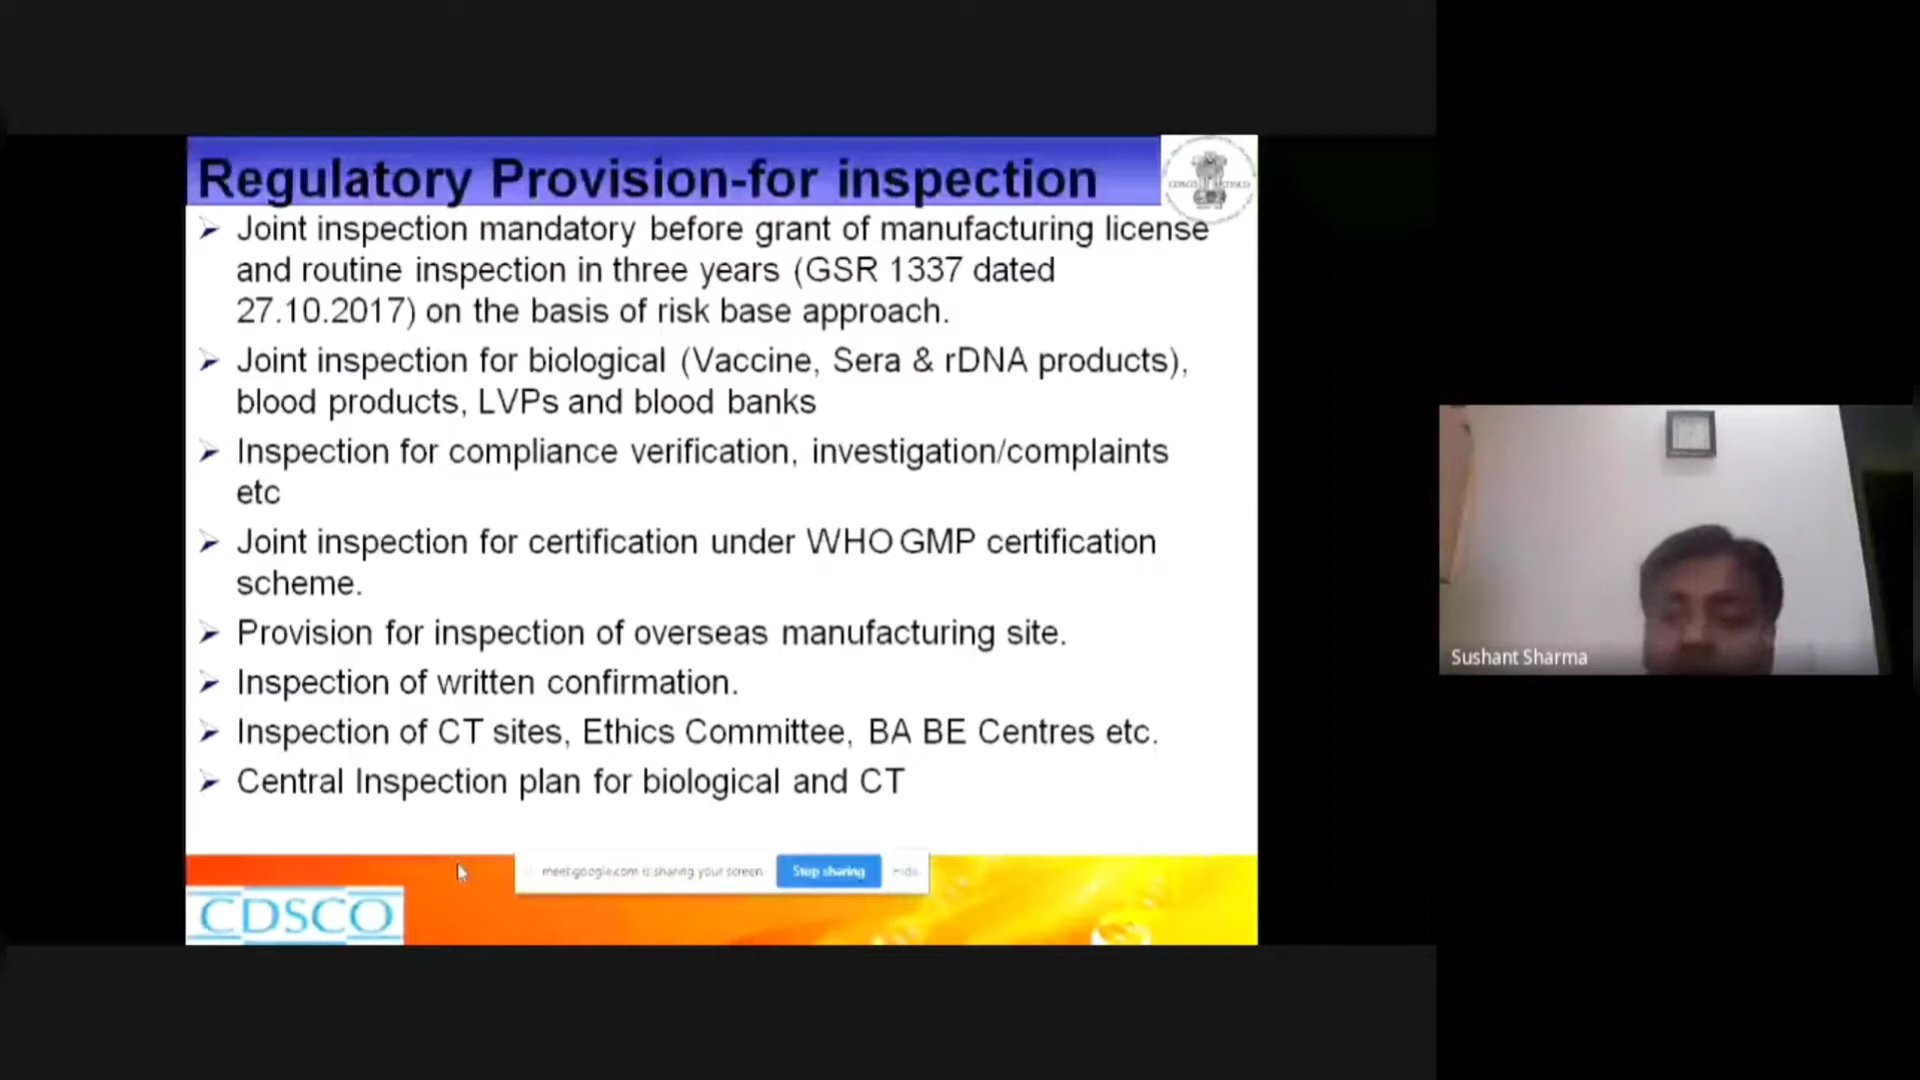 Regulatory Provision-for inspection
Joint inspection mandatory before grant of manufacturing license
and routine inspection in three years (GSR 1337 dated
27.10.2017) on the basis of risk base approach.
Joint inspection for biological (Vaccine, Sera & rDNA products),
blood products, LVPs and blood banks
Inspection for compliance verification, investigation/complaints
etc
Joint inspection for certification under WHO GMP certification
scheme.
Provision for inspection of overseas manufacturing site.
Inspection of written confirmation.
Inspection of CT sites, Ethics Committee, BA BE Centres etc.
Central Inspection plan for biological and CT
meet.google.com is sharing your screen
Stop sharing
Hide
CDSCO
Sushant Sharma